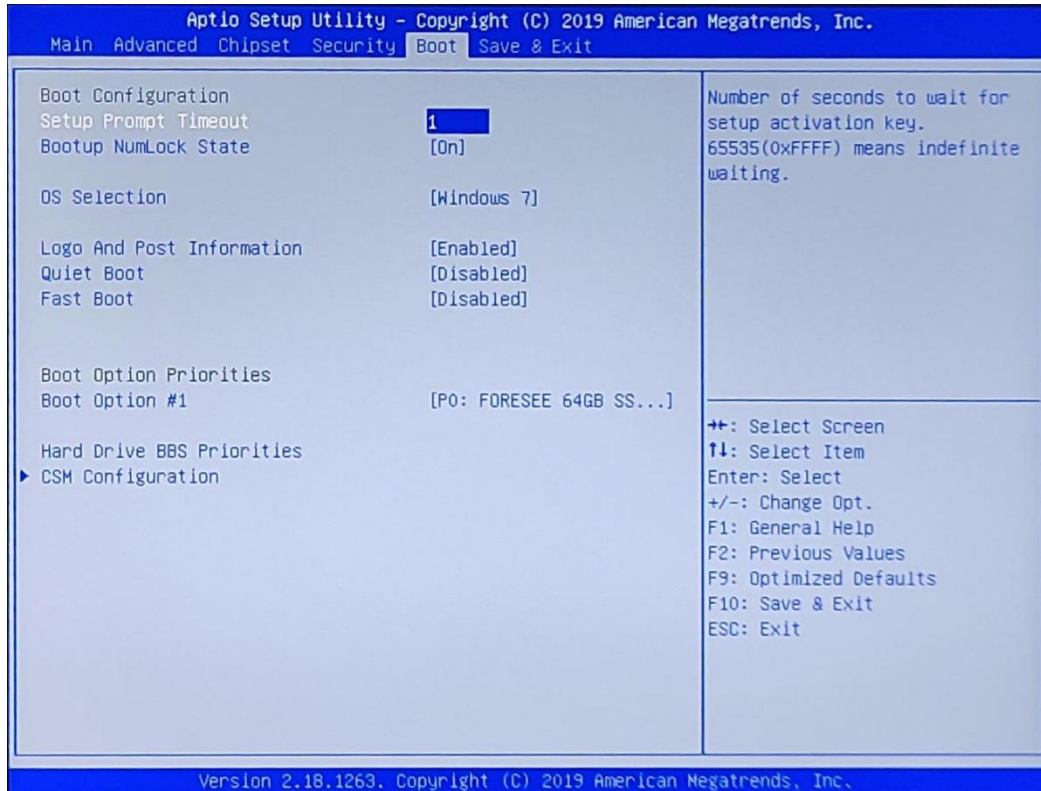 Aptio Setup Utility – Copyright (C) 2019 American Megatrends, Inc.
Main Advanced Chipset Security Boot Save & Exit
Boot Configuration
Setup Prompt Timeout 1
Bootup NumLock State [On]
OS Selection [Windows 7]
Logo And Post Information [Enabled]
Quiet Boot [Disabled]
Fast Boot [Disabled]
Boot Option Priorities
Boot Option #1 [P0: FORESEE 64GB SS...]
Hard Drive BBS Priorities
▶ CSM Configuration
Number of seconds to wait for
setup activation key.
65535(0xFFFF) means indefinite
waiting.
→←: Select Screen
↑↓: Select Item
Enter: Select
+/-: Change Opt.
F1: General Help
F2: Previous Values
F9: Optimized Defaults
F10: Save & Exit
ESC: Exit
Version 2.18.1263. Copyright (C) 2019 American Megatrends, Inc.